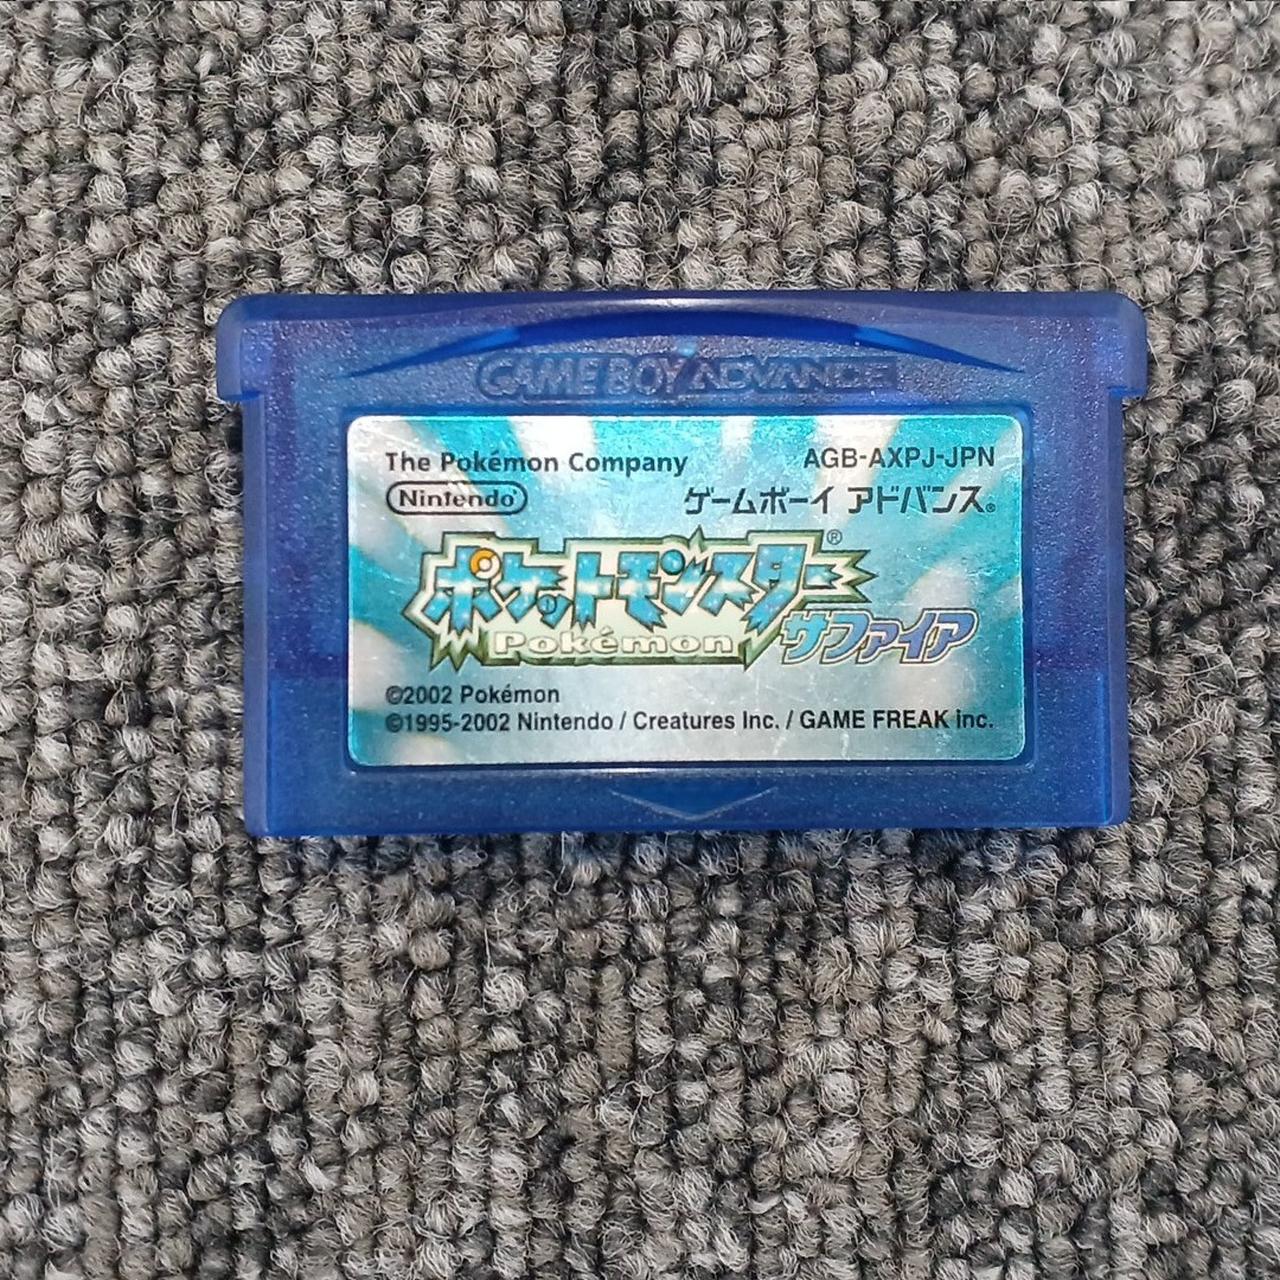 GAME BOY ADVANCE
The Pokémon Company
AGB-AXPJ-JPN
Nintendo
ゲームボーイ アドバンス®
ポケットモンスター®
Pokémon
サファイア
©2002 Pokémon
©1995-2002 Nintendo / Creatures Inc. / GAME FREAK inc.